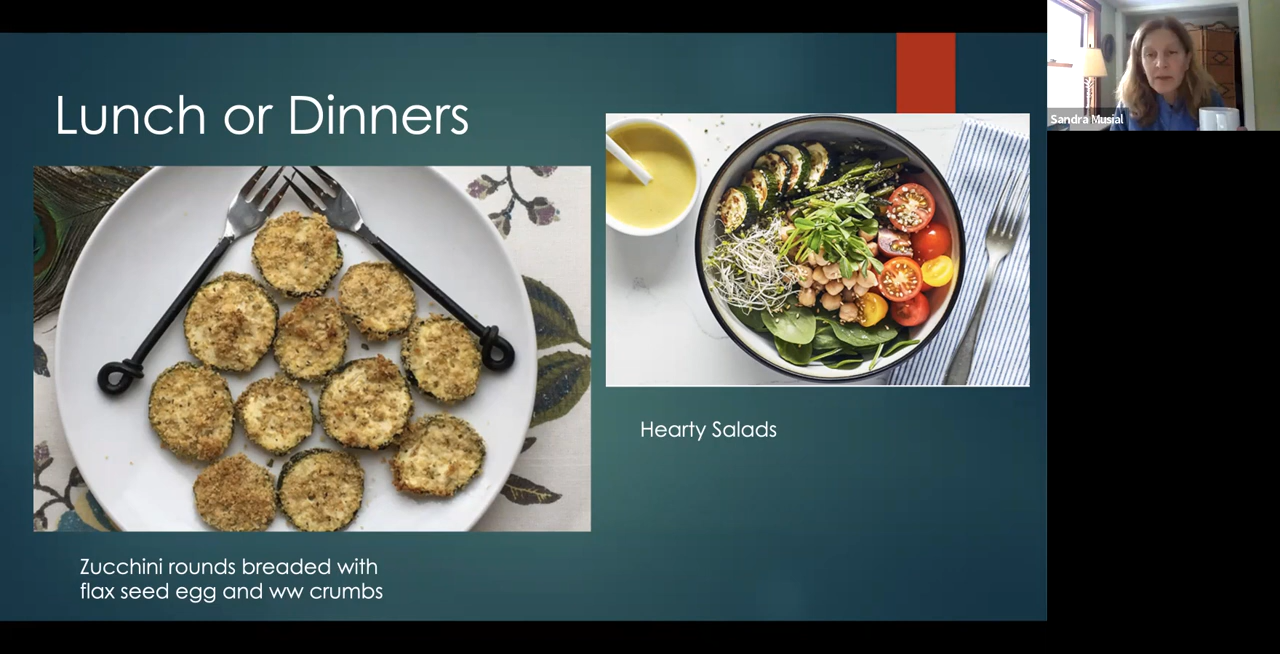 Lunch or Dinners
Sandra Musial
Hearty Salads
Zucchini rounds breaded with
flax seed egg and ww crumbs